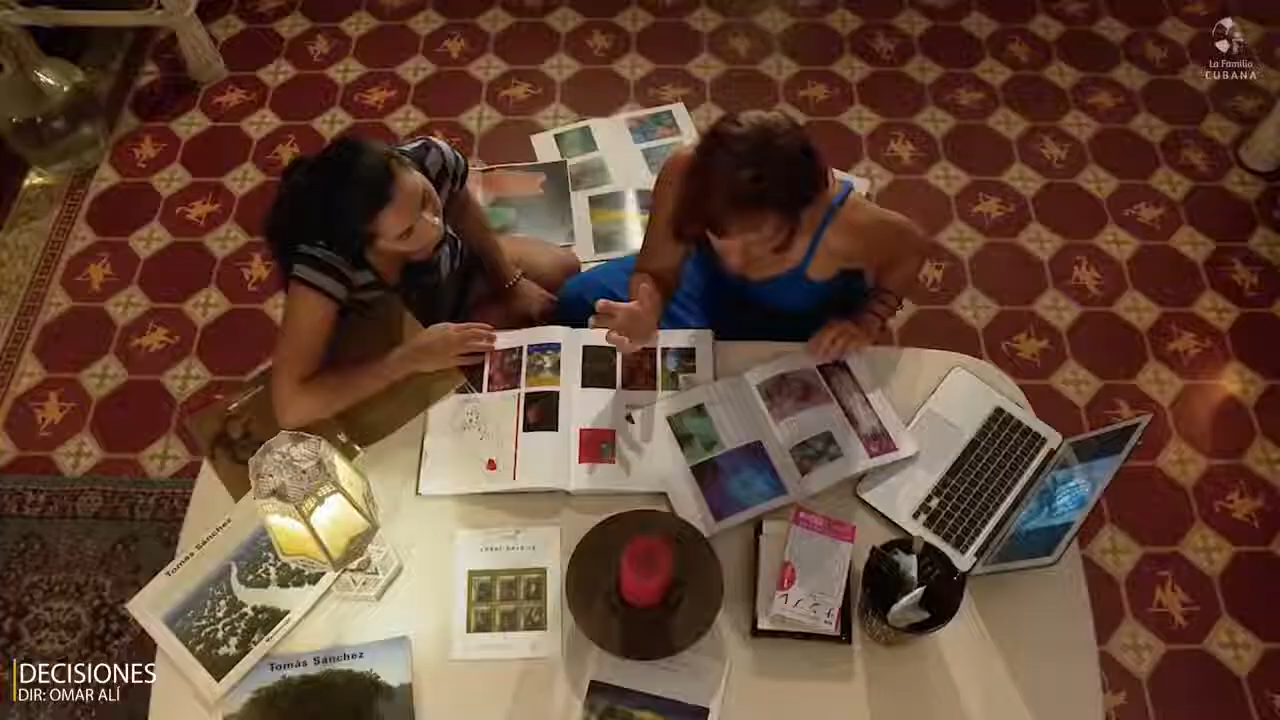 La Familia
CUBANA
Tomás Sánchez
Tomás Sánchez
DECISIONES
DIR: OMAR ALÍ